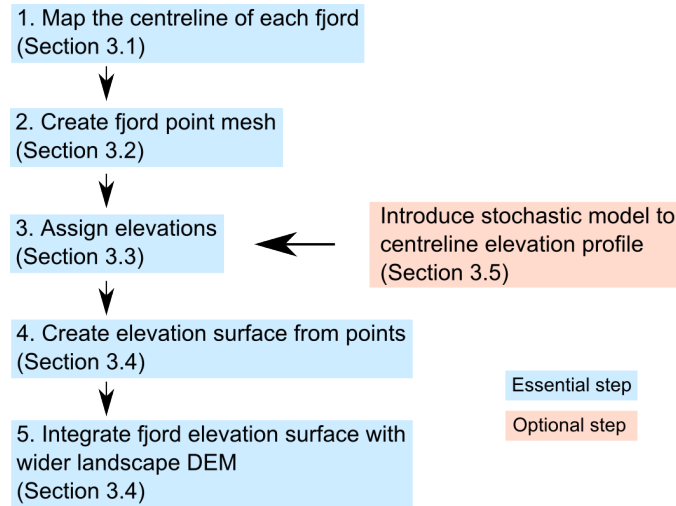 1. Map the centreline of each fjord
(Section 3.1)
2. Create fjord point mesh
(Section 3.2)
3. Assign elevations
(Section 3.3)
Introduce stochastic model to
centreline elevation profile
(Section 3.5)
4. Create elevation surface from points
(Section 3.4)
5. Integrate fjord elevation surface with
wider landscape DEM
(Section 3.4)
Essential step
Optional step